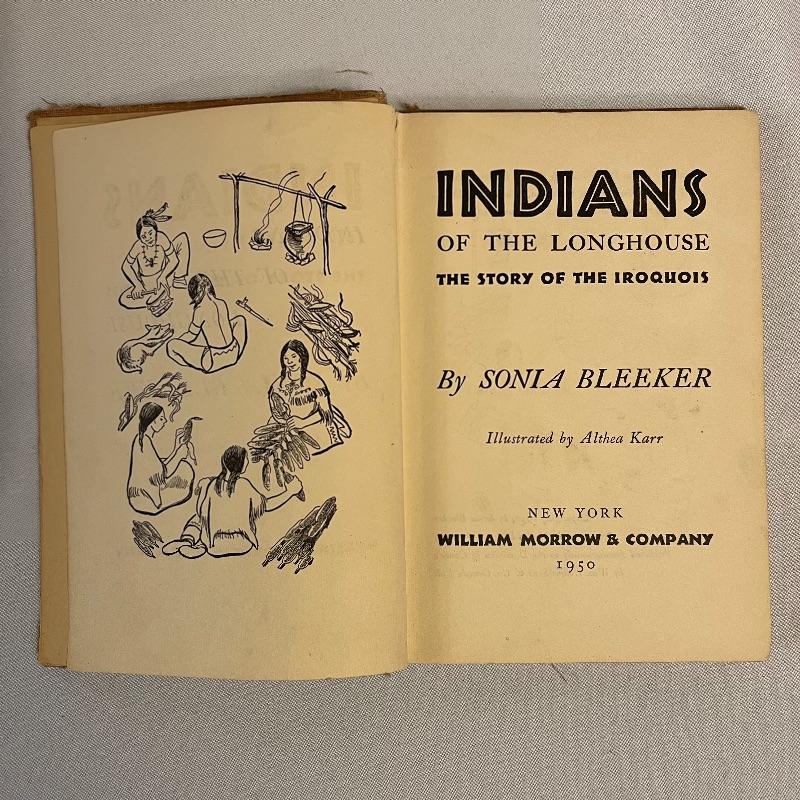 INDIANS
OF THE LONGHOUSE
THE STORY OF THE IROQUOIS
By SONIA BLEEKER
Illustrated by Althea Karr
NEW YORK
WILLIAM MORROW & COMPANY
1950